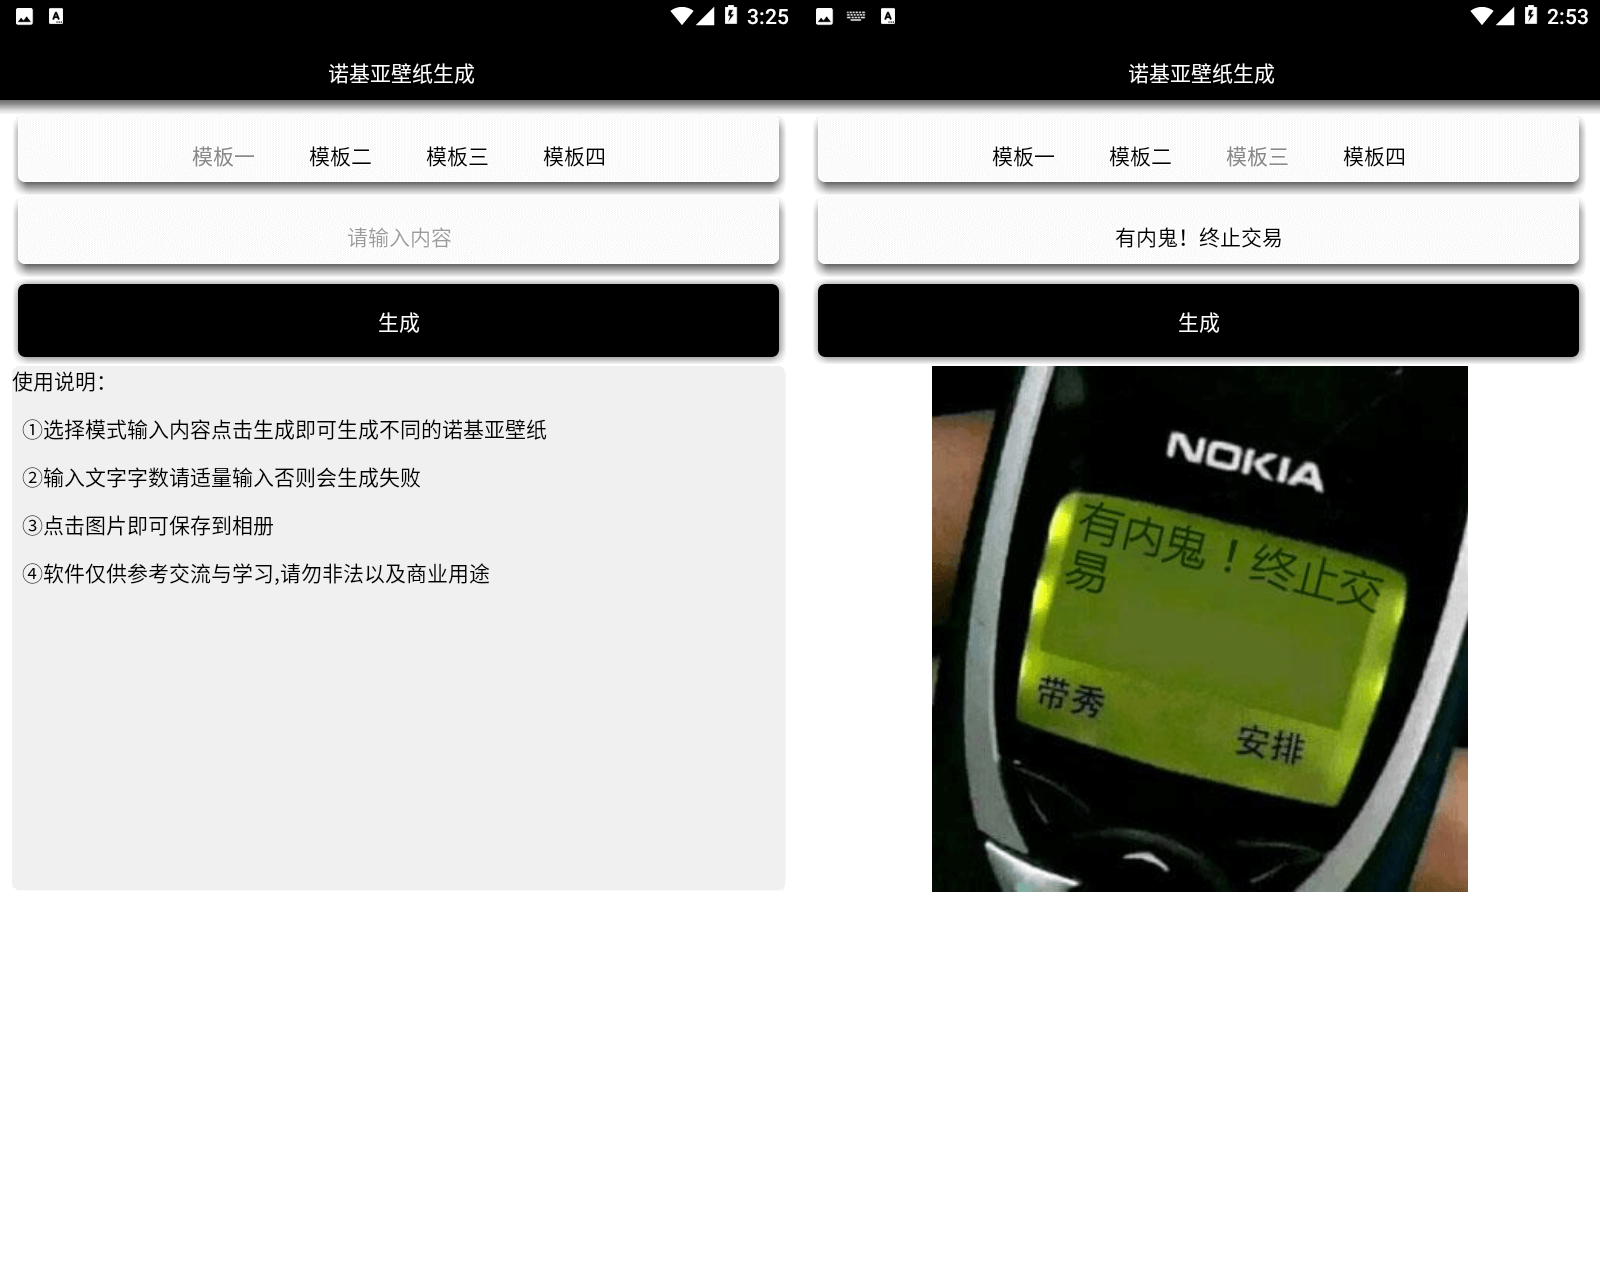 3:25
诺基亚壁纸生成
模板一 模板二 模板三 模板四
请输入内容
生成
使用说明：
①选择模式输入内容点击生成即可生成不同的诺基亚壁纸
②输入文字字数请适量输入否则会生成失败
③点击图片即可保存到相册
④软件仅供参考交流与学习,请勿非法以及商业用途
2:53
诺基亚壁纸生成
模板一 模板二 模板三 模板四
有内鬼！终止交易
生成
NOKIA
有内鬼！终止交
易
带秀
安排